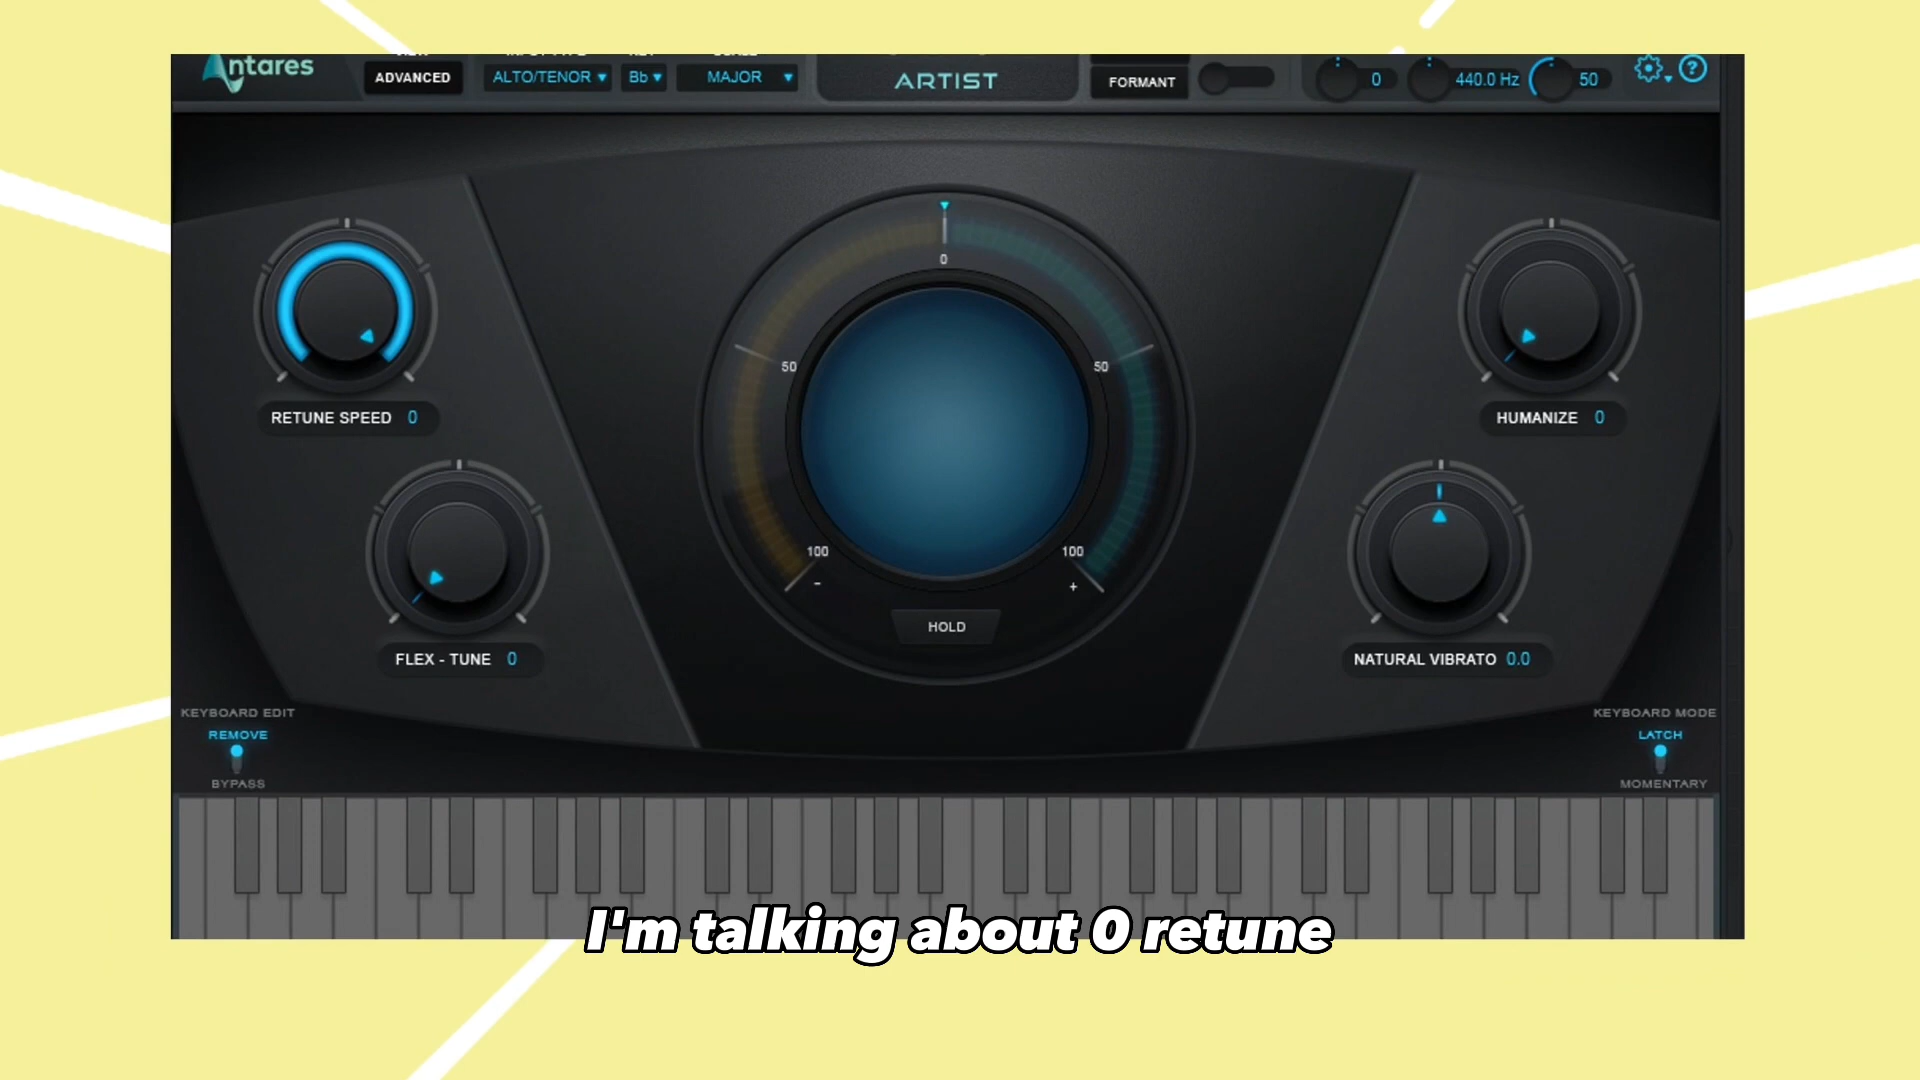 Antares
ADVANCED
ALTO/TENOR
Bb
MAJOR
ARTIST
FORMANT
0
440.0 Hz
50
?
0
50
50
100
100
-
+
HOLD
RETUNE SPEED 0
HUMANIZE 0
FLEX - TUNE 0
NATURAL VIBRATO 0.0
KEYBOARD EDIT
REMOVE
BYPASS
KEYBOARD MODE
LATCH
MOMENTARY
I'm talking about 0 retune